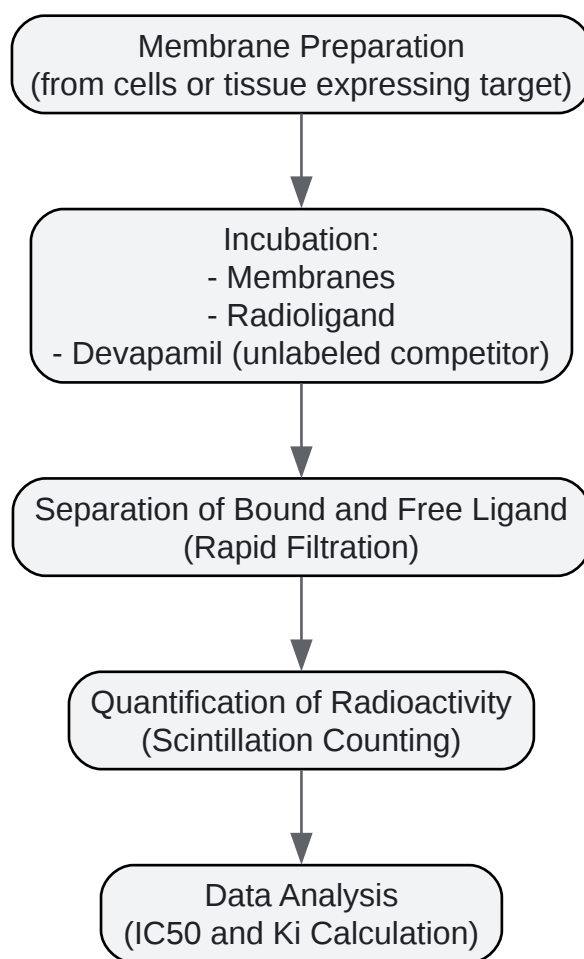 Membrane Preparation
(from cells or tissue expressing target)
Incubation:
- Membranes
- Radioligand
- Devapamil (unlabeled competitor)
Separation of Bound and Free Ligand
(Rapid Filtration)
Quantification of Radioactivity
(Scintillation Counting)
Data Analysis
(IC50 and Ki Calculation)